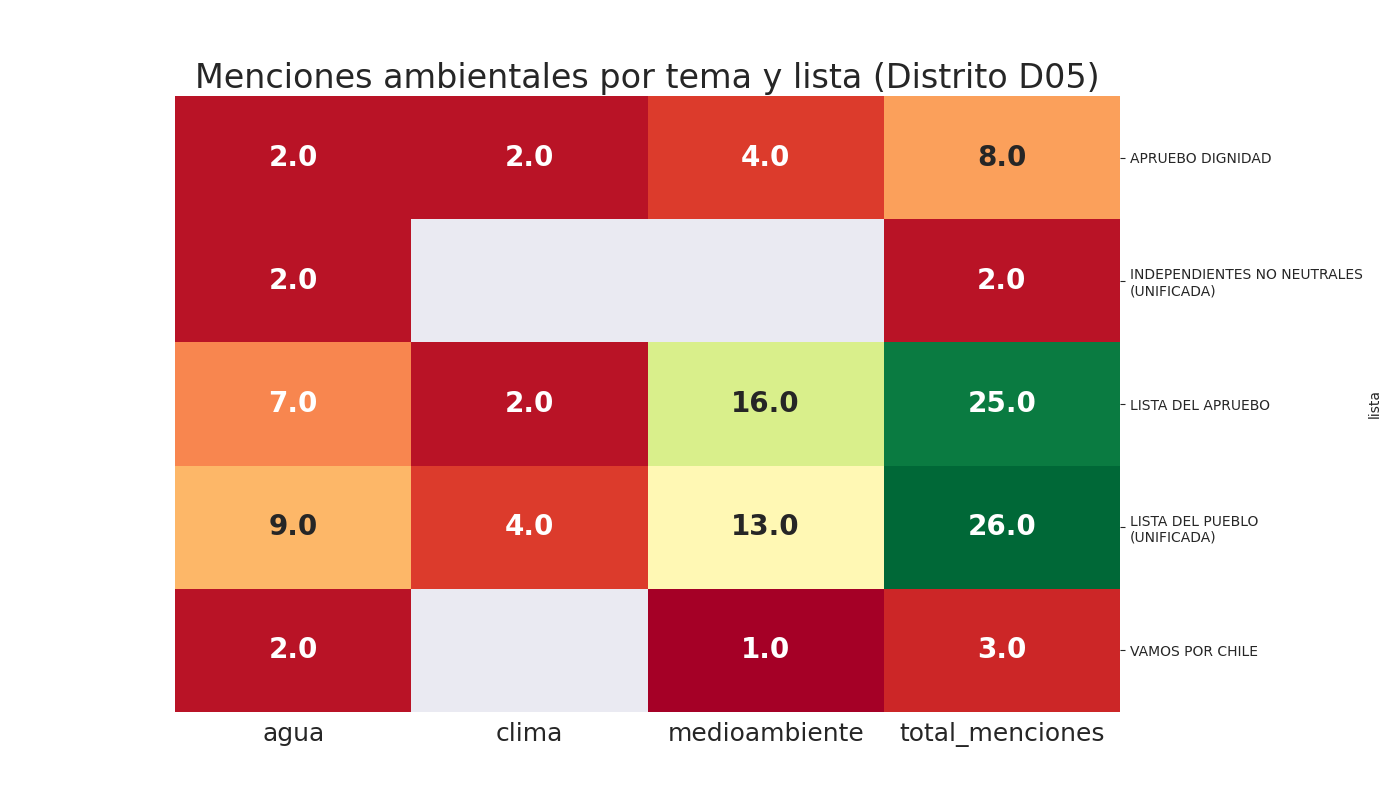 Menciones ambientales por tema y lista (Distrito D05)
2.0 2.0 4.0 8.0 APRUEBO DIGNIDAD
2.0 2.0 INDEPENDIENTES NO NEUTRALES
(UNIFICADA)
7.0 2.0 16.0 25.0 LISTA DEL APRUEBO
lista
9.0 4.0 13.0 26.0 LISTA DEL PUEBLO
(UNIFICADA)
2.0 1.0 3.0 VAMOS POR CHILE
agua clima medioambiente total_menciones